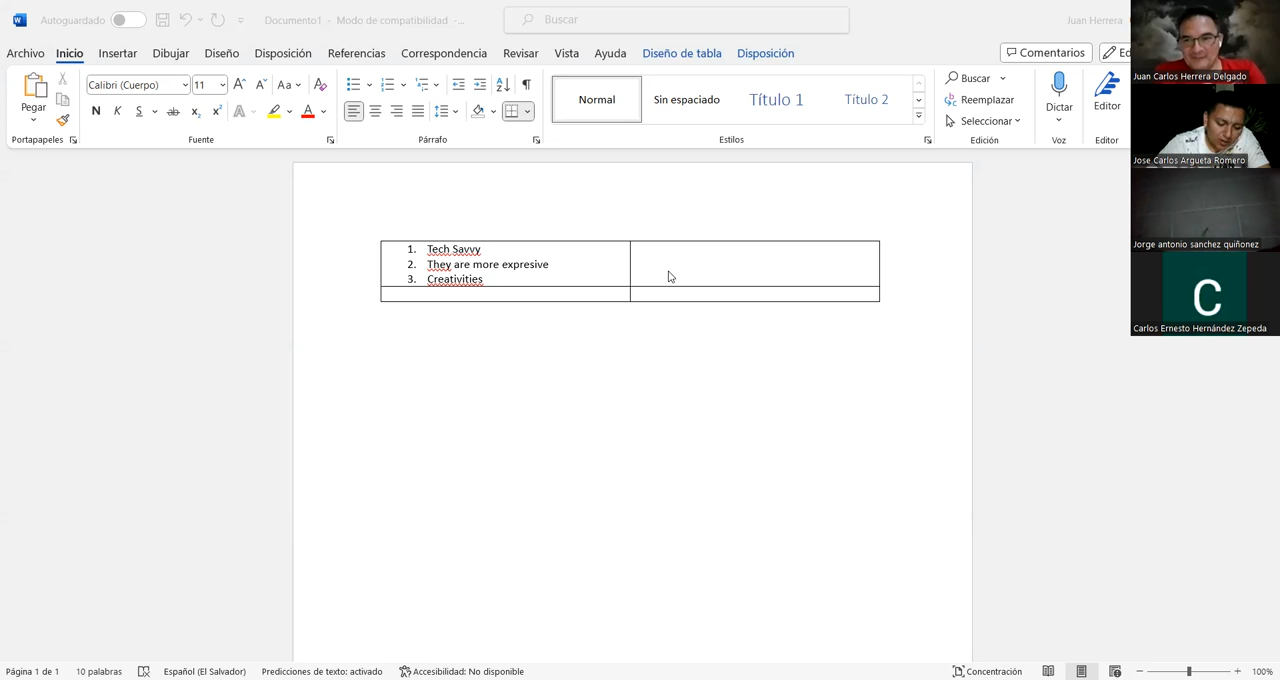 Autoguardado
Documento1 - Modo de compatibilidad -...
Buscar
Juan Herrera
Archivo Inicio Insertar Dibujar Diseño Disposición Referencias Correspondencia Revisar Vista Ayuda Diseño de tabla Disposición
Comentarios
Ed
Pegar
Calibri (Cuerpo) 11
Normal
Sin espaciado
Título 1
Título 2
Buscar
Reemplazar
Seleccionar
Dictar
Editor
Portapapeles
Fuente
Párrafo
Estilos
Edición
Voz
Editor
Juan Carlos Herrera Delgado
Jose Carlos Argueta Romero
Jorge antonio sanchez quiñonez
C
Carlos Ernesto Hernández Zepeda
1. Tech Savvy
2. They are more expresive
3. Creativities
Página 1 de 1 10 palabras Español (El Salvador) Predicciones de texto: activado Accesibilidad: No disponible Concentración 100%